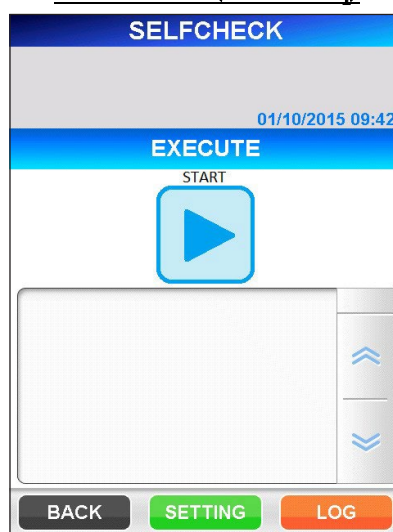 SELFCHECK
01/10/2015 09:42
EXECUTE
START
BACK SETTING LOG